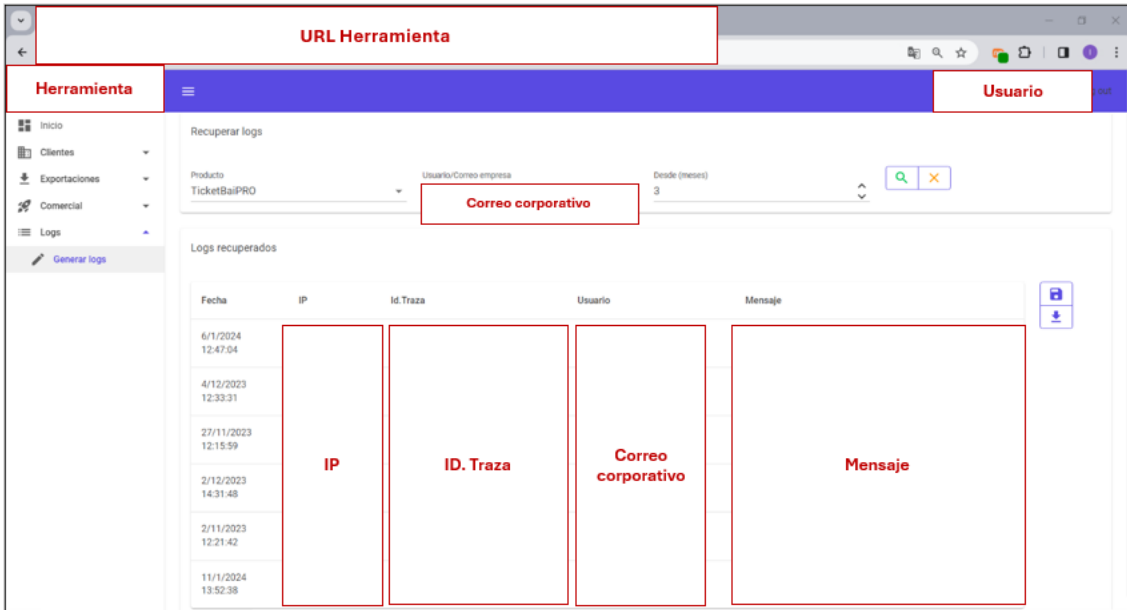 URL Herramienta
Herramienta
Usuario
out
Inicio
Clientes
Exportaciones
Comercial
Logs
Generar logs
Recuperar logs
Producto
TicketBaiPRO
Usuario/Correo empresa
Correo corporativo
Desde (meses)
3
Logs recuperados
Fecha IP Id.Traza Usuario Mensaje
6/1/2024
12:47:04
4/12/2023
12:33:31
27/11/2023
12:15:59
2/12/2023
14:31:48
2/11/2023
12:21:42
11/1/2024
13:52:38
IP
ID. Traza
Correo
corporativo
Mensaje